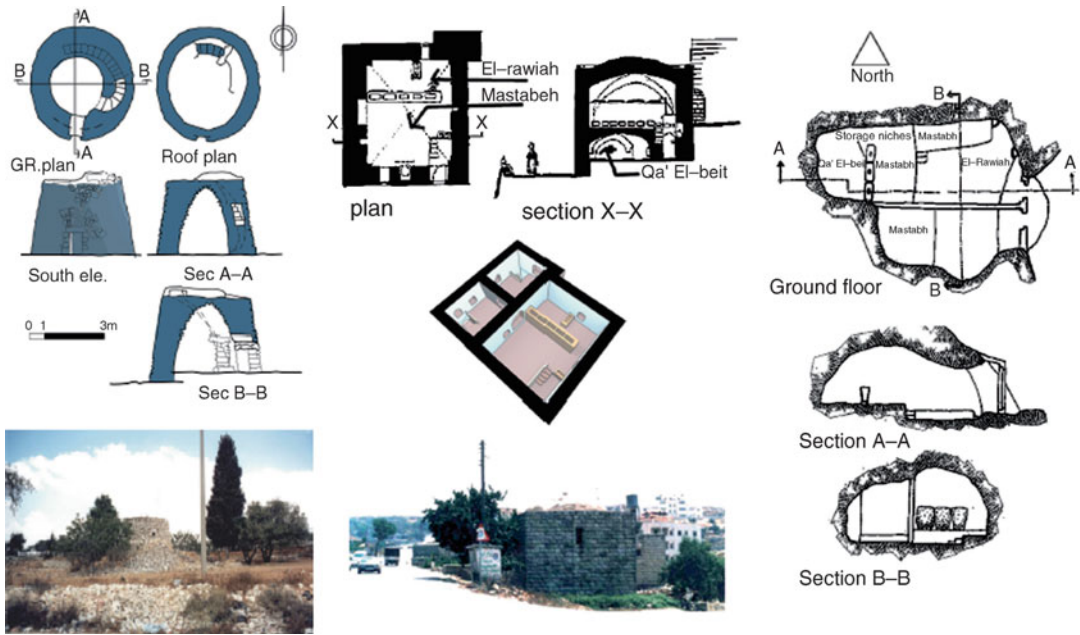 A
B
B
A
GR.plan
Roof plan
South ele.
Sec A–A
0 1 3m
Sec B–B
El–rawiah
Mastabeh
X
X
Qa' El–beit
plan
section X–X
North
B
Storage niches
Mastabh
A
Qa' El–beit
Mastabh
El–Rawiah
A
Mastabh
Ground floor
B
Section A–A
Section B–B